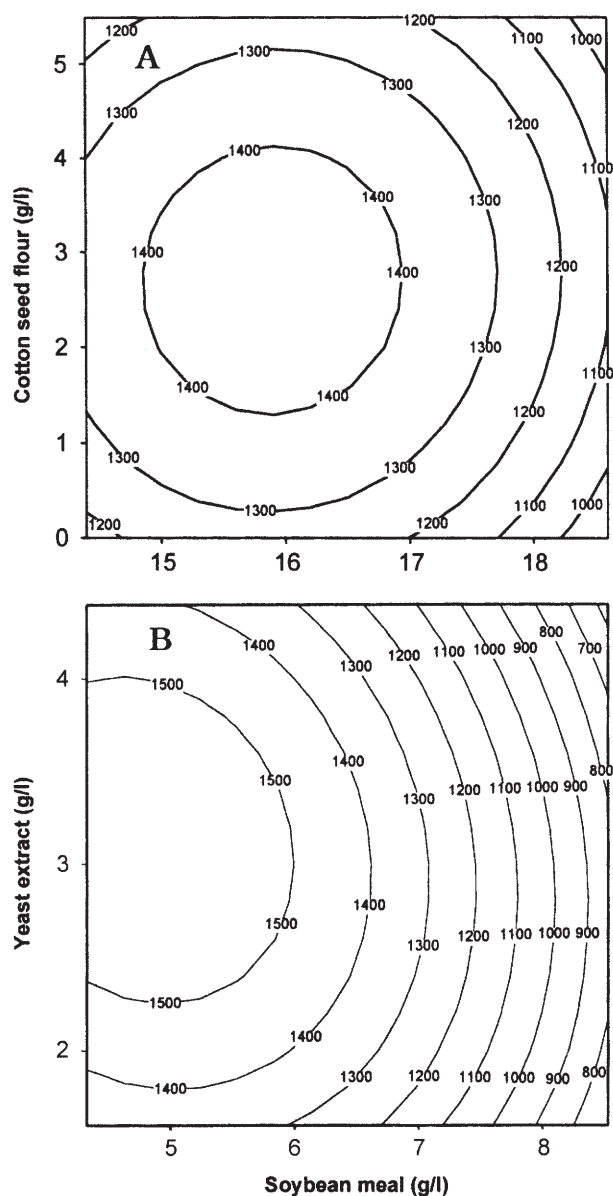 1200 1200 1100 1000
A
5
1300 1300
1300 1200
4
1400 1100
1400 1300
3
1400 1400 1200
Cotton seed flour (g/l)
2
1300 1100
1400 1400
1200
1
1300 1300
1300 1100 1000
0
1200 1200
15 16 17 18
B
1400 1300 1200 1100 1000 900 800 700
4
1500
1400 800
1500 1300 1200 1100 1000 900
3
Yeast extract (g/l)
1400
1500 1300 1200 1100 1000 900
1500
2
1400
1400 1300 1200 1100 1000 900 800
5 6 7 8
Soybean meal (g/l)